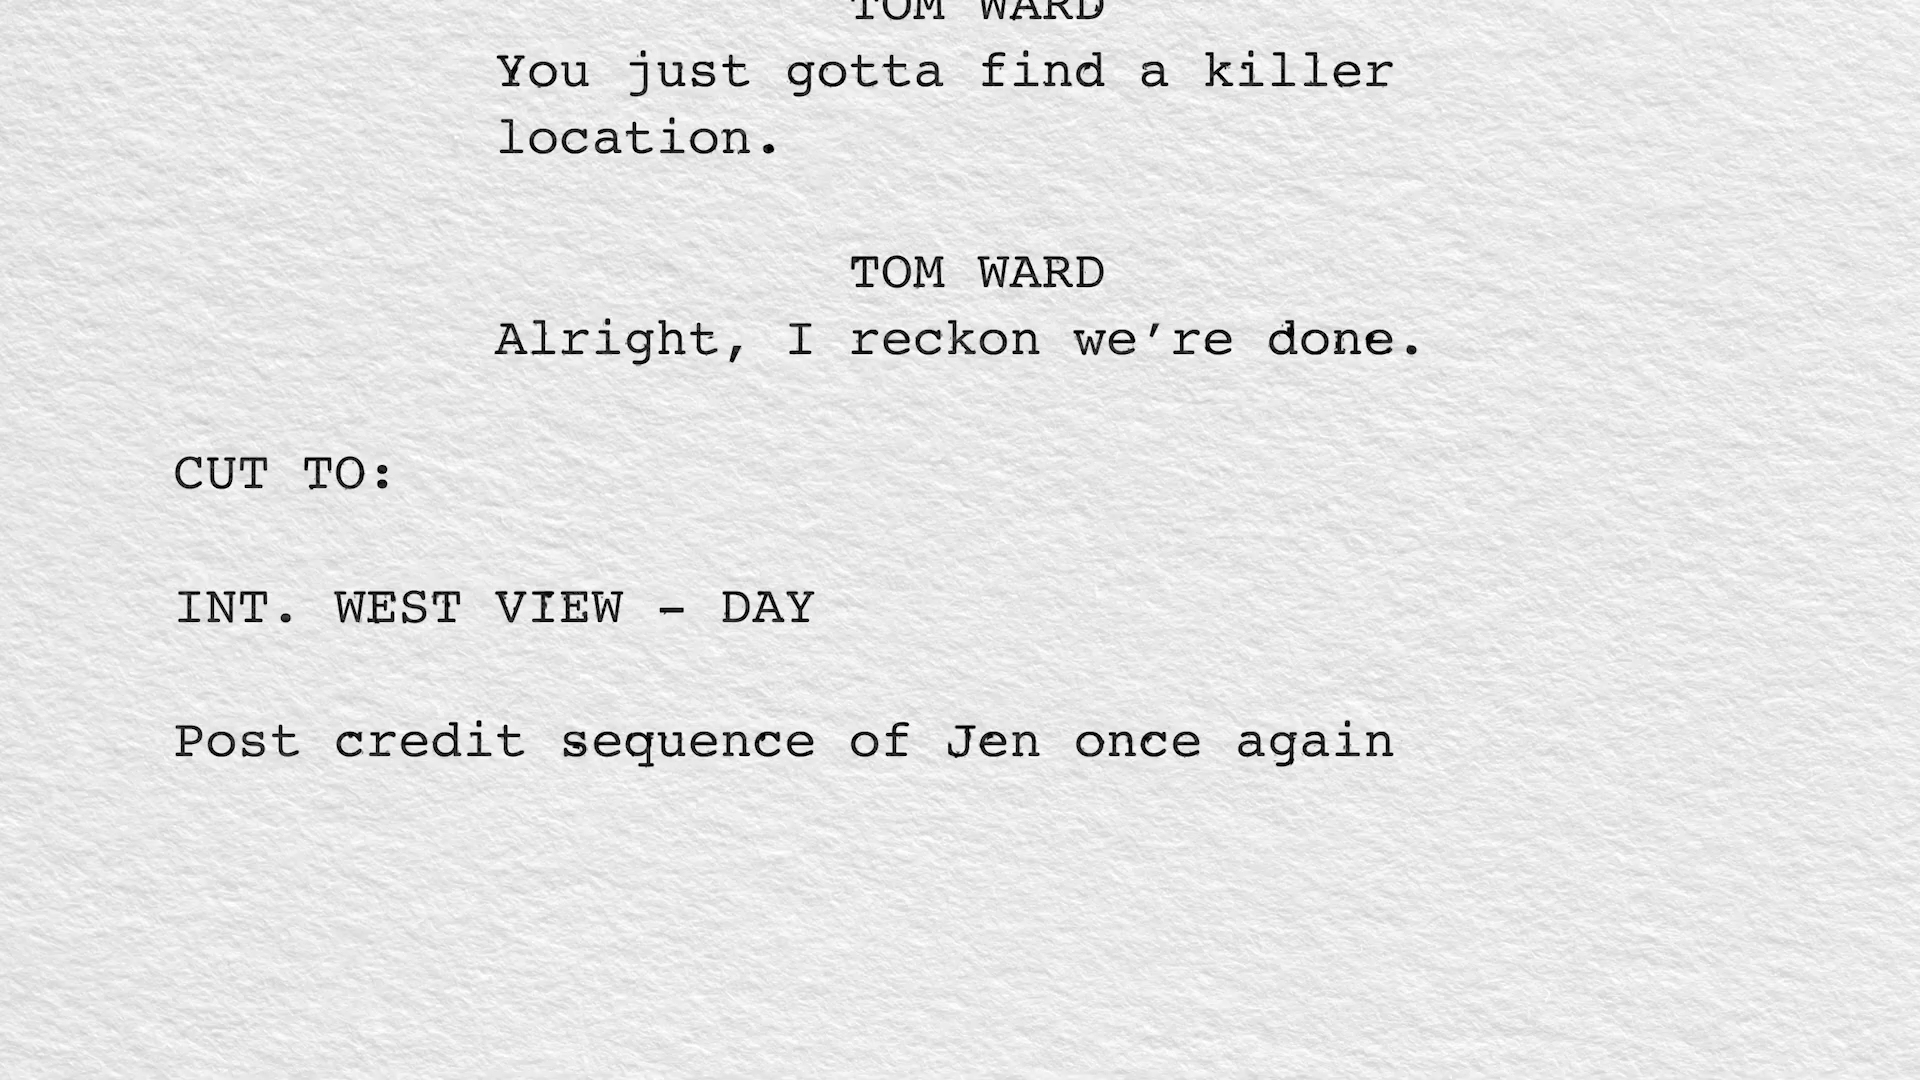 TOM WARD
You just gotta find a killer
location.
TOM WARD
Alright, I reckon we’re done.
CUT TO:
INT. WEST VIEW – DAY
Post credit sequence of Jen once again